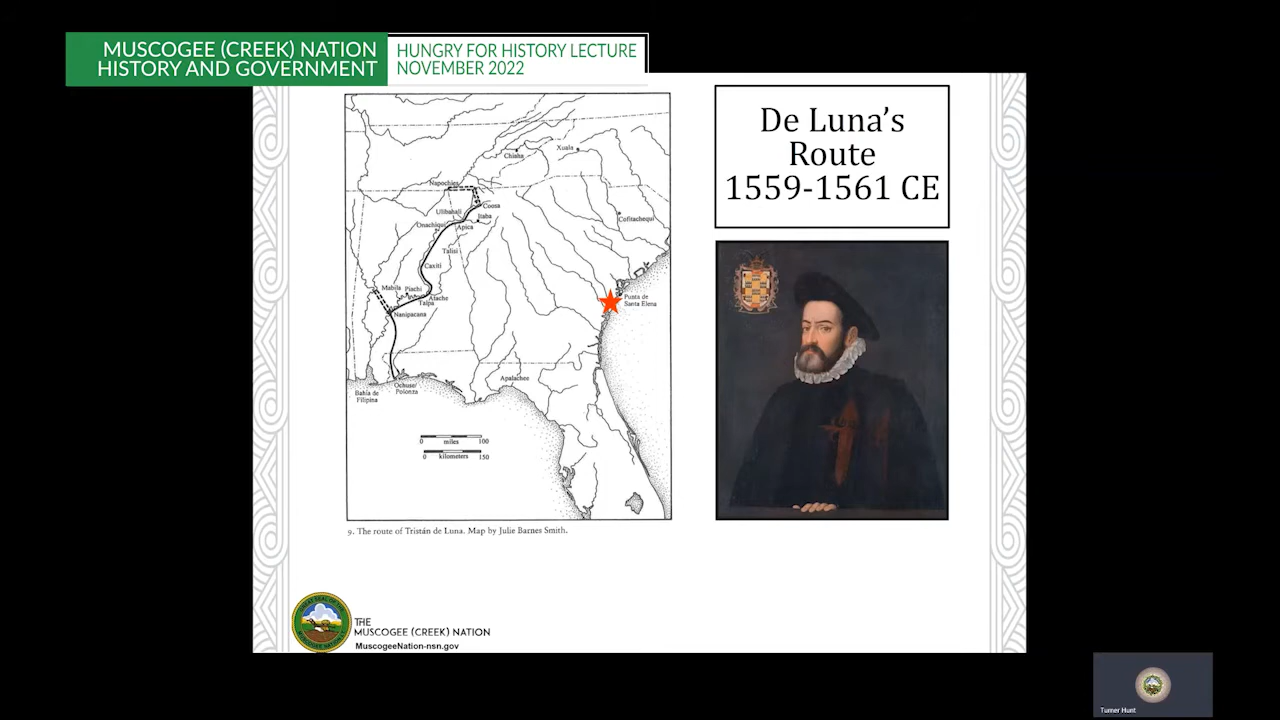 MUSCOGEE (CREEK) NATION
HISTORY AND GOVERNMENT
HUNGRY FOR HISTORY LECTURE
NOVEMBER 2022
De Luna's
Route
1559-1561 CE
Chiaha
Xuala
Napochies
Coosa
Ulibahali
Itaba
Onachiqui
Apica
Cofitachequi
Talisi
Caxiti
Mabila
Piachi
Atache
Talpa
Punta de
Santa Elena
Nanipacana
Apalachee
Ochuse/
Polonza
Bahía de
Filipina
0 miles 100
0 kilometers 150
9. The route of Tristán de Luna. Map by Julie Barnes Smith.
THE
MUSCOGEE (CREEK) NATION
MuscogeeNation-nsn.gov
Turner Hunt